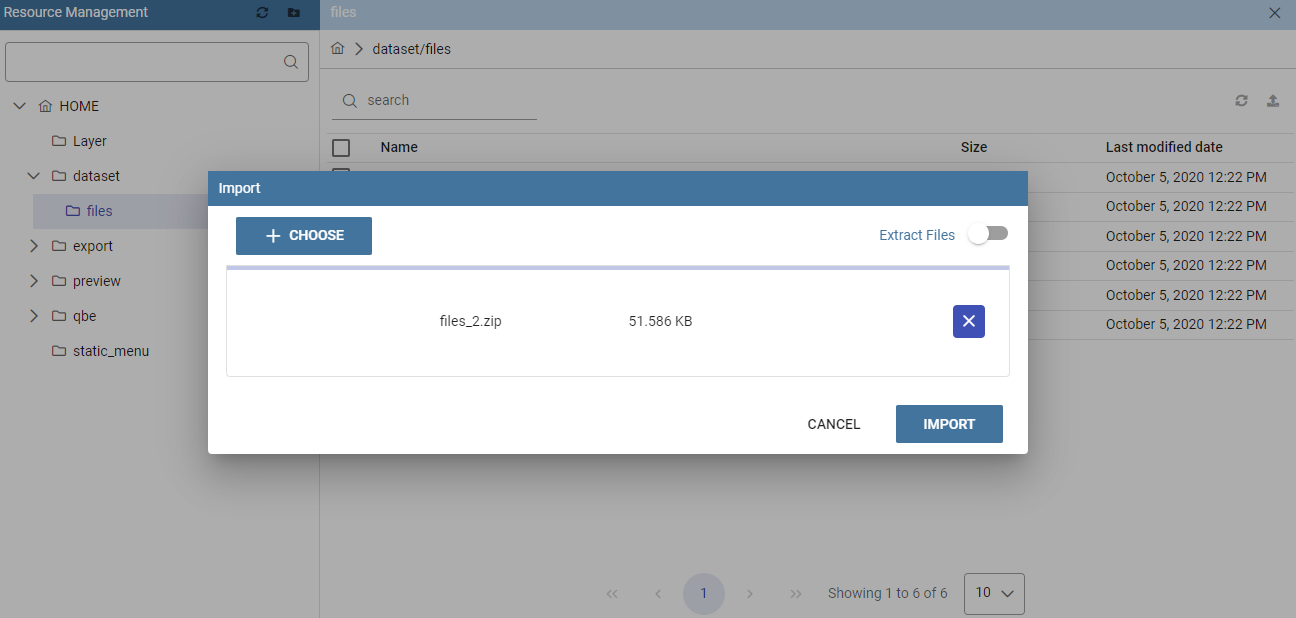 Resource Management
files
dataset/files
HOME
Layer
dataset
files
export
preview
qbe
static_menu
search
Name Size Last modified date
October 5, 2020 12:22 PM
October 5, 2020 12:22 PM
October 5, 2020 12:22 PM
October 5, 2020 12:22 PM
October 5, 2020 12:22 PM
October 5, 2020 12:22 PM
Import
CHOOSE
Extract Files
files_2.zip 51.586 KB
CANCEL IMPORT
1 Showing 1 to 6 of 6 10